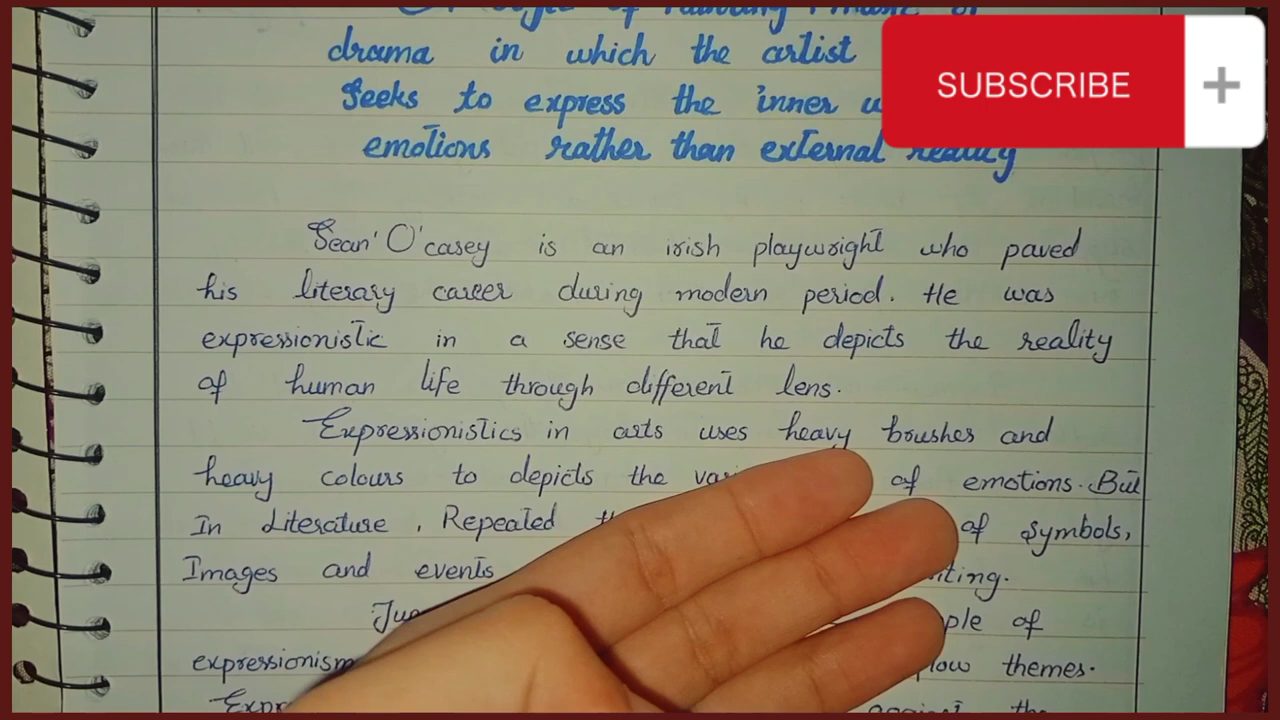 drama in which the artist
Seeks to express the inner
emotions rather than external reality
SUBSCRIBE +
Sean' O'casey is an irish playwright who paved
his literary career during modern period. He was
expressionistic in a sense that he depicts the reality
of human life through different lens.
Expressionistics in arts uses heavy brushes and
heavy colours to depicts the of emotions. But
In Literature, Repeated of Symbols,
Images and events
of
expressionism themes.
against the